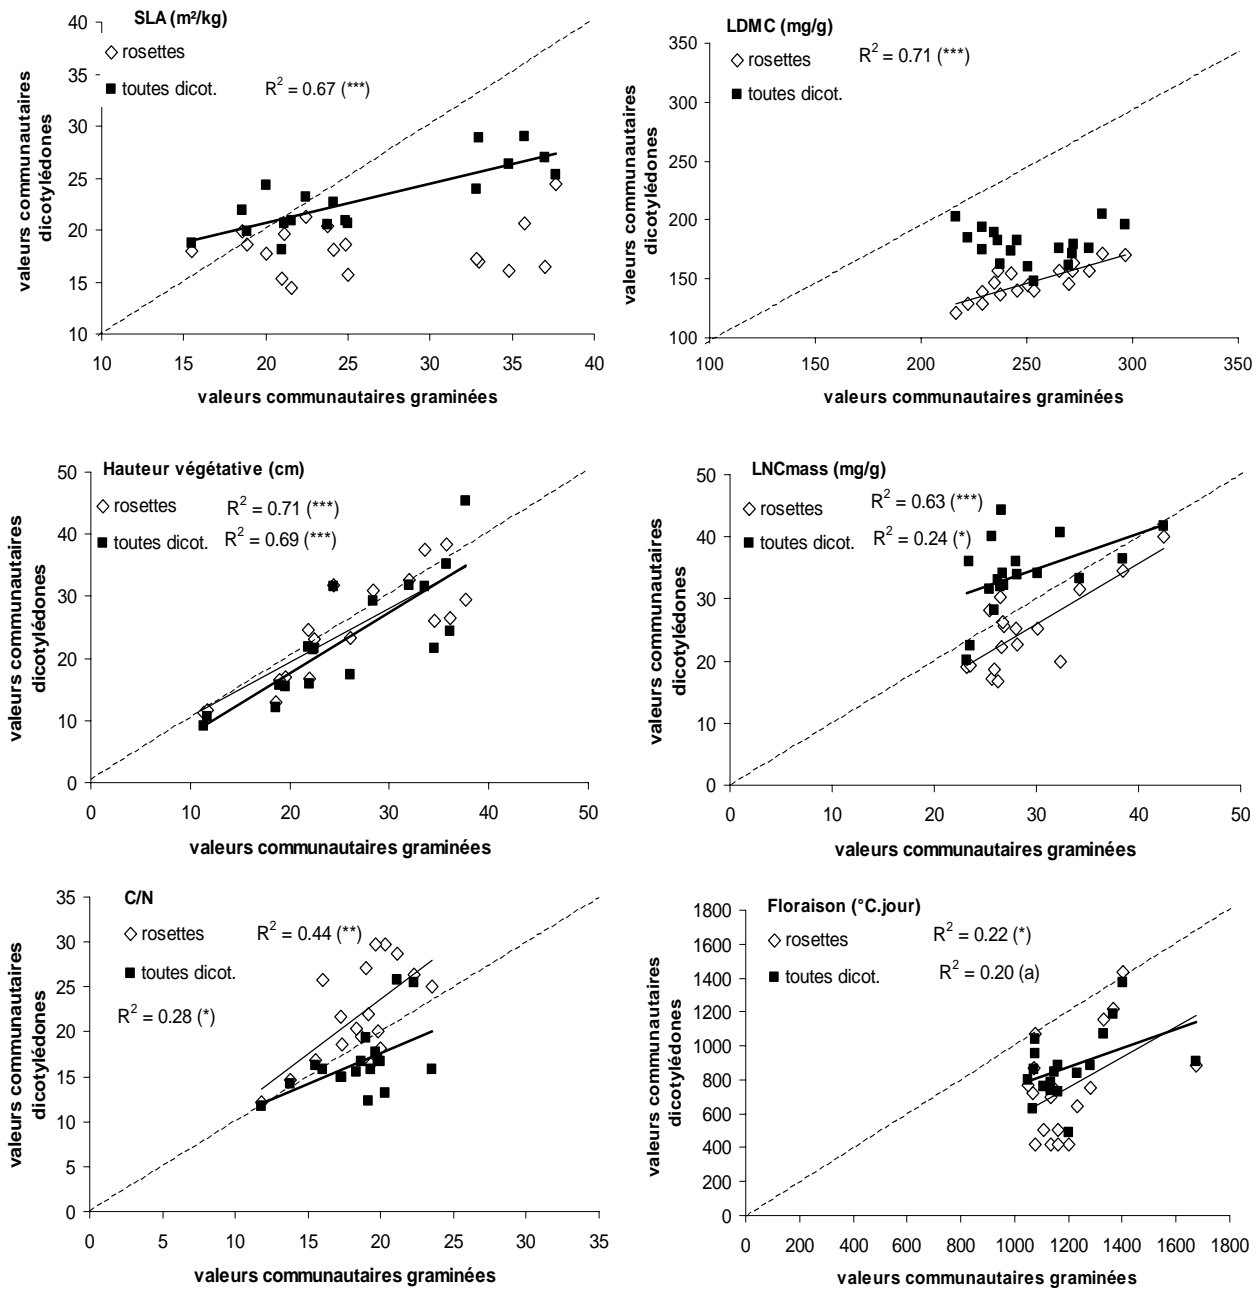 SLA (m²/kg)
rosettes
toutes dicot.
R² = 0.67 (***)
valeurs communautaires
dicotylédones
40
35
30
25
20
15
10
10 15 20 25 30 35 40
valeurs communautaires graminées
LDMC (mg/g)
rosettes
R² = 0.71 (***)
toutes dicot.
valeurs communautaires
dicotylédones
350
300
250
200
150
100
100 150 200 250 300 350
valeurs communautaires graminées
Hauteur végétative (cm)
rosettes
R² = 0.71 (***)
toutes dicot.
R² = 0.69 (***)
valeurs communautaires
dicotylédones
50
40
30
20
10
0
0 10 20 30 40 50
valeurs communautaires graminées
LNCmass (mg/g)
rosettes
R² = 0.63 (***)
toutes dicot.
R² = 0.24 (*)
valeurs communautaires
dicotylédones
50
40
30
20
10
0
0 10 20 30 40 50
valeurs communautaires graminées
C/N
rosettes
R² = 0.44 (**)
toutes dicot.
R² = 0.28 (*)
valeurs communautaires
dicotylédones
35
30
25
20
15
10
5
0
0 5 10 15 20 25 30 35
valeurs communautaires graminées
Floraison (°C.jour)
rosettes
R² = 0.22 (*)
toutes dicot.
R² = 0.20 (a)
valeurs communautaires
dicotylédones
1800
1600
1400
1200
1000
800
600
400
200
0
0 200 400 600 800 1000 1200 1400 1600 1800
valeurs communautaires graminées